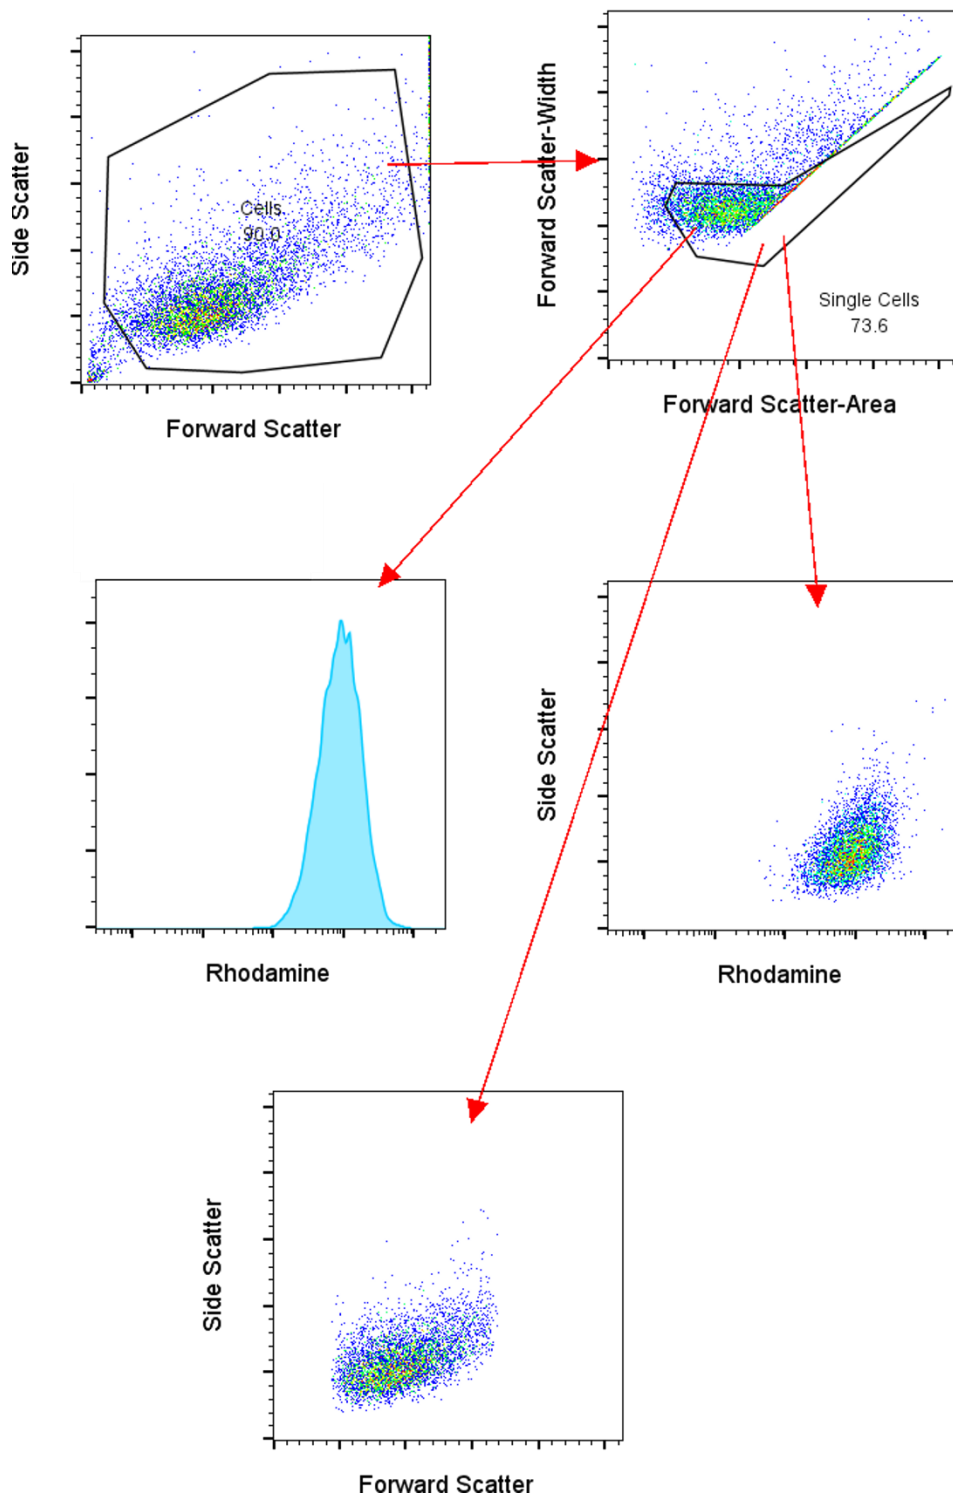 Side Scatter
Cells
90.0
Forward Scatter
Forward Scatter-Width
Single Cells
73.6
Forward Scatter-Area
Rhodamine
Side Scatter
Rhodamine
Side Scatter
Forward Scatter